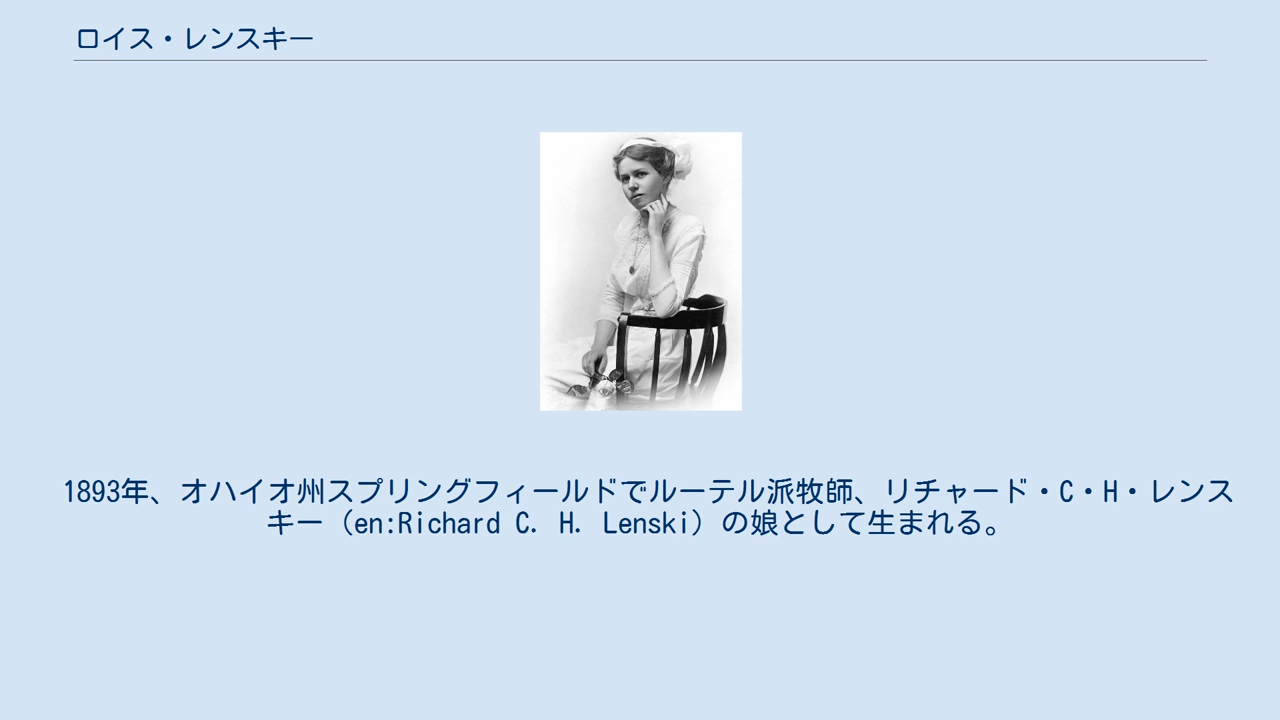 ロイス・レンスキー
1893年、オハイオ州スプリングフィールドでルーテル派牧師、リチャード・C・H・レンス
キー（en:Richard C. H. Lenski）の娘として生まれる。